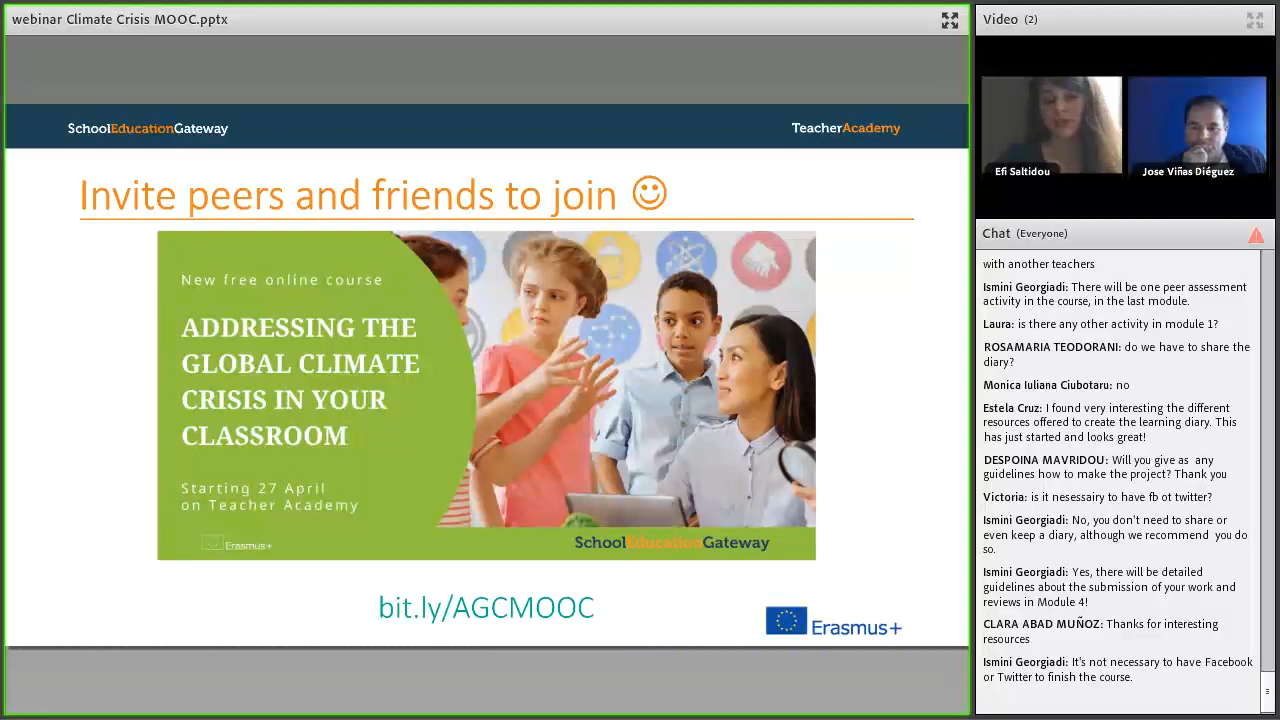 webinar Climate Crisis MOOC.pptx
SchoolEducationGateway
TeacherAcademy
Invite peers and friends to join ☺
New free online course
ADDRESSING THE
GLOBAL CLIMATE
CRISIS IN YOUR
CLASSROOM
Starting 27 April
on Teacher Academy
Erasmus+
SchoolEducationGateway
bit.ly/AGCMOOC
Erasmus+
Video (2)
Efi Saltidou
Jose Viñas Diéguez
Chat (Everyone)
with another teachers
Ismini Georgiadi: There will be one peer assessment
activity in the course, in the last module.
Laura: is there any other activity in module 1?
ROSAMARIA TEODORANI: do we have to share the
diary?
Monica Iuliana Ciubotaru: no
Estela Cruz: I found very interesting the different
resources offered to create the learning diary. This
has just started and looks great!
DESPOINA MAVRIDOU: Will you give as any
guidelines how to make the project? Thank you
Victoria: is it nesessairy to have fb ot twitter?
Ismini Georgiadi: No, you don't need to share or
even keep a diary, although we recommend you do
so.
Ismini Georgiadi: Yes, there will be detailed
guidelines about the submission of your work and
reviews in Module 4!
CLARA ABAD MUÑOZ: Thanks for interesting
resources
Ismini Georgiadi: It's not necessary to have Facebook
or Twitter to finish the course.